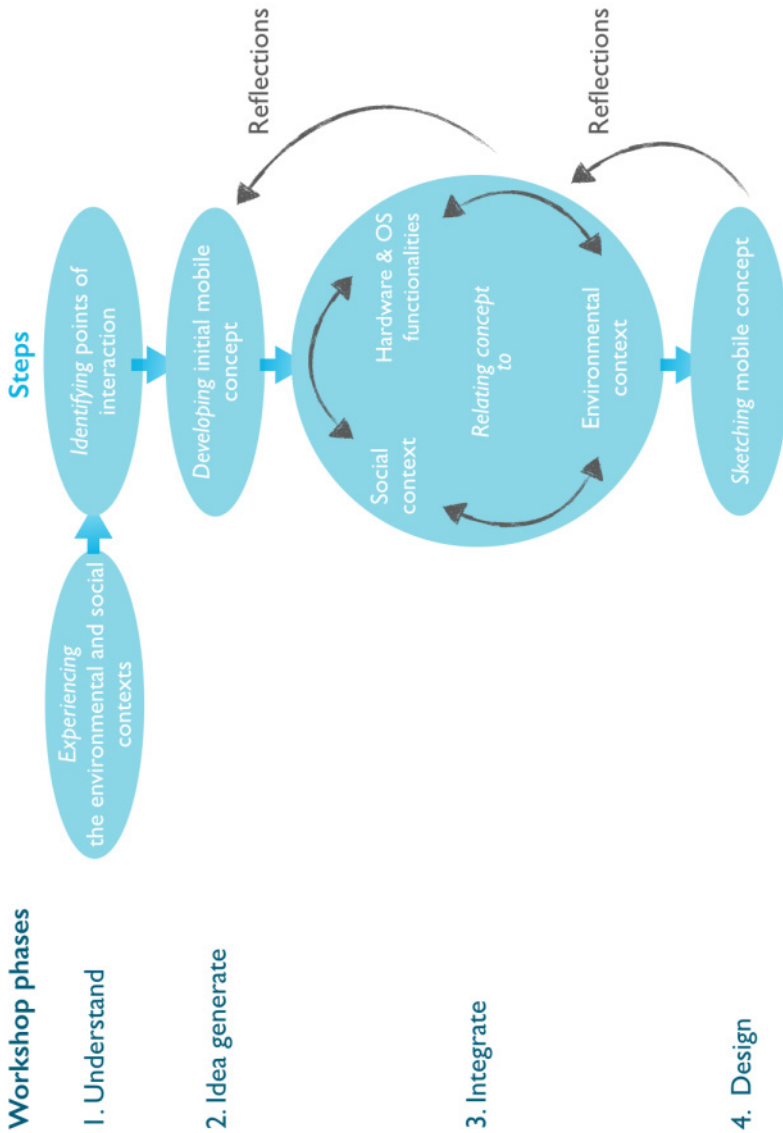 Workshop phases
Steps
1. Understand
Experiencing
the environmental and social
contexts
Identifying points of
interaction
2. Idea generate
Developing initial mobile
concept
Reflections
3. Integrate
Social
context
Hardware & OS
functionalities
Relating concept
to
Environmental
context
Reflections
4. Design
Sketching mobile concept